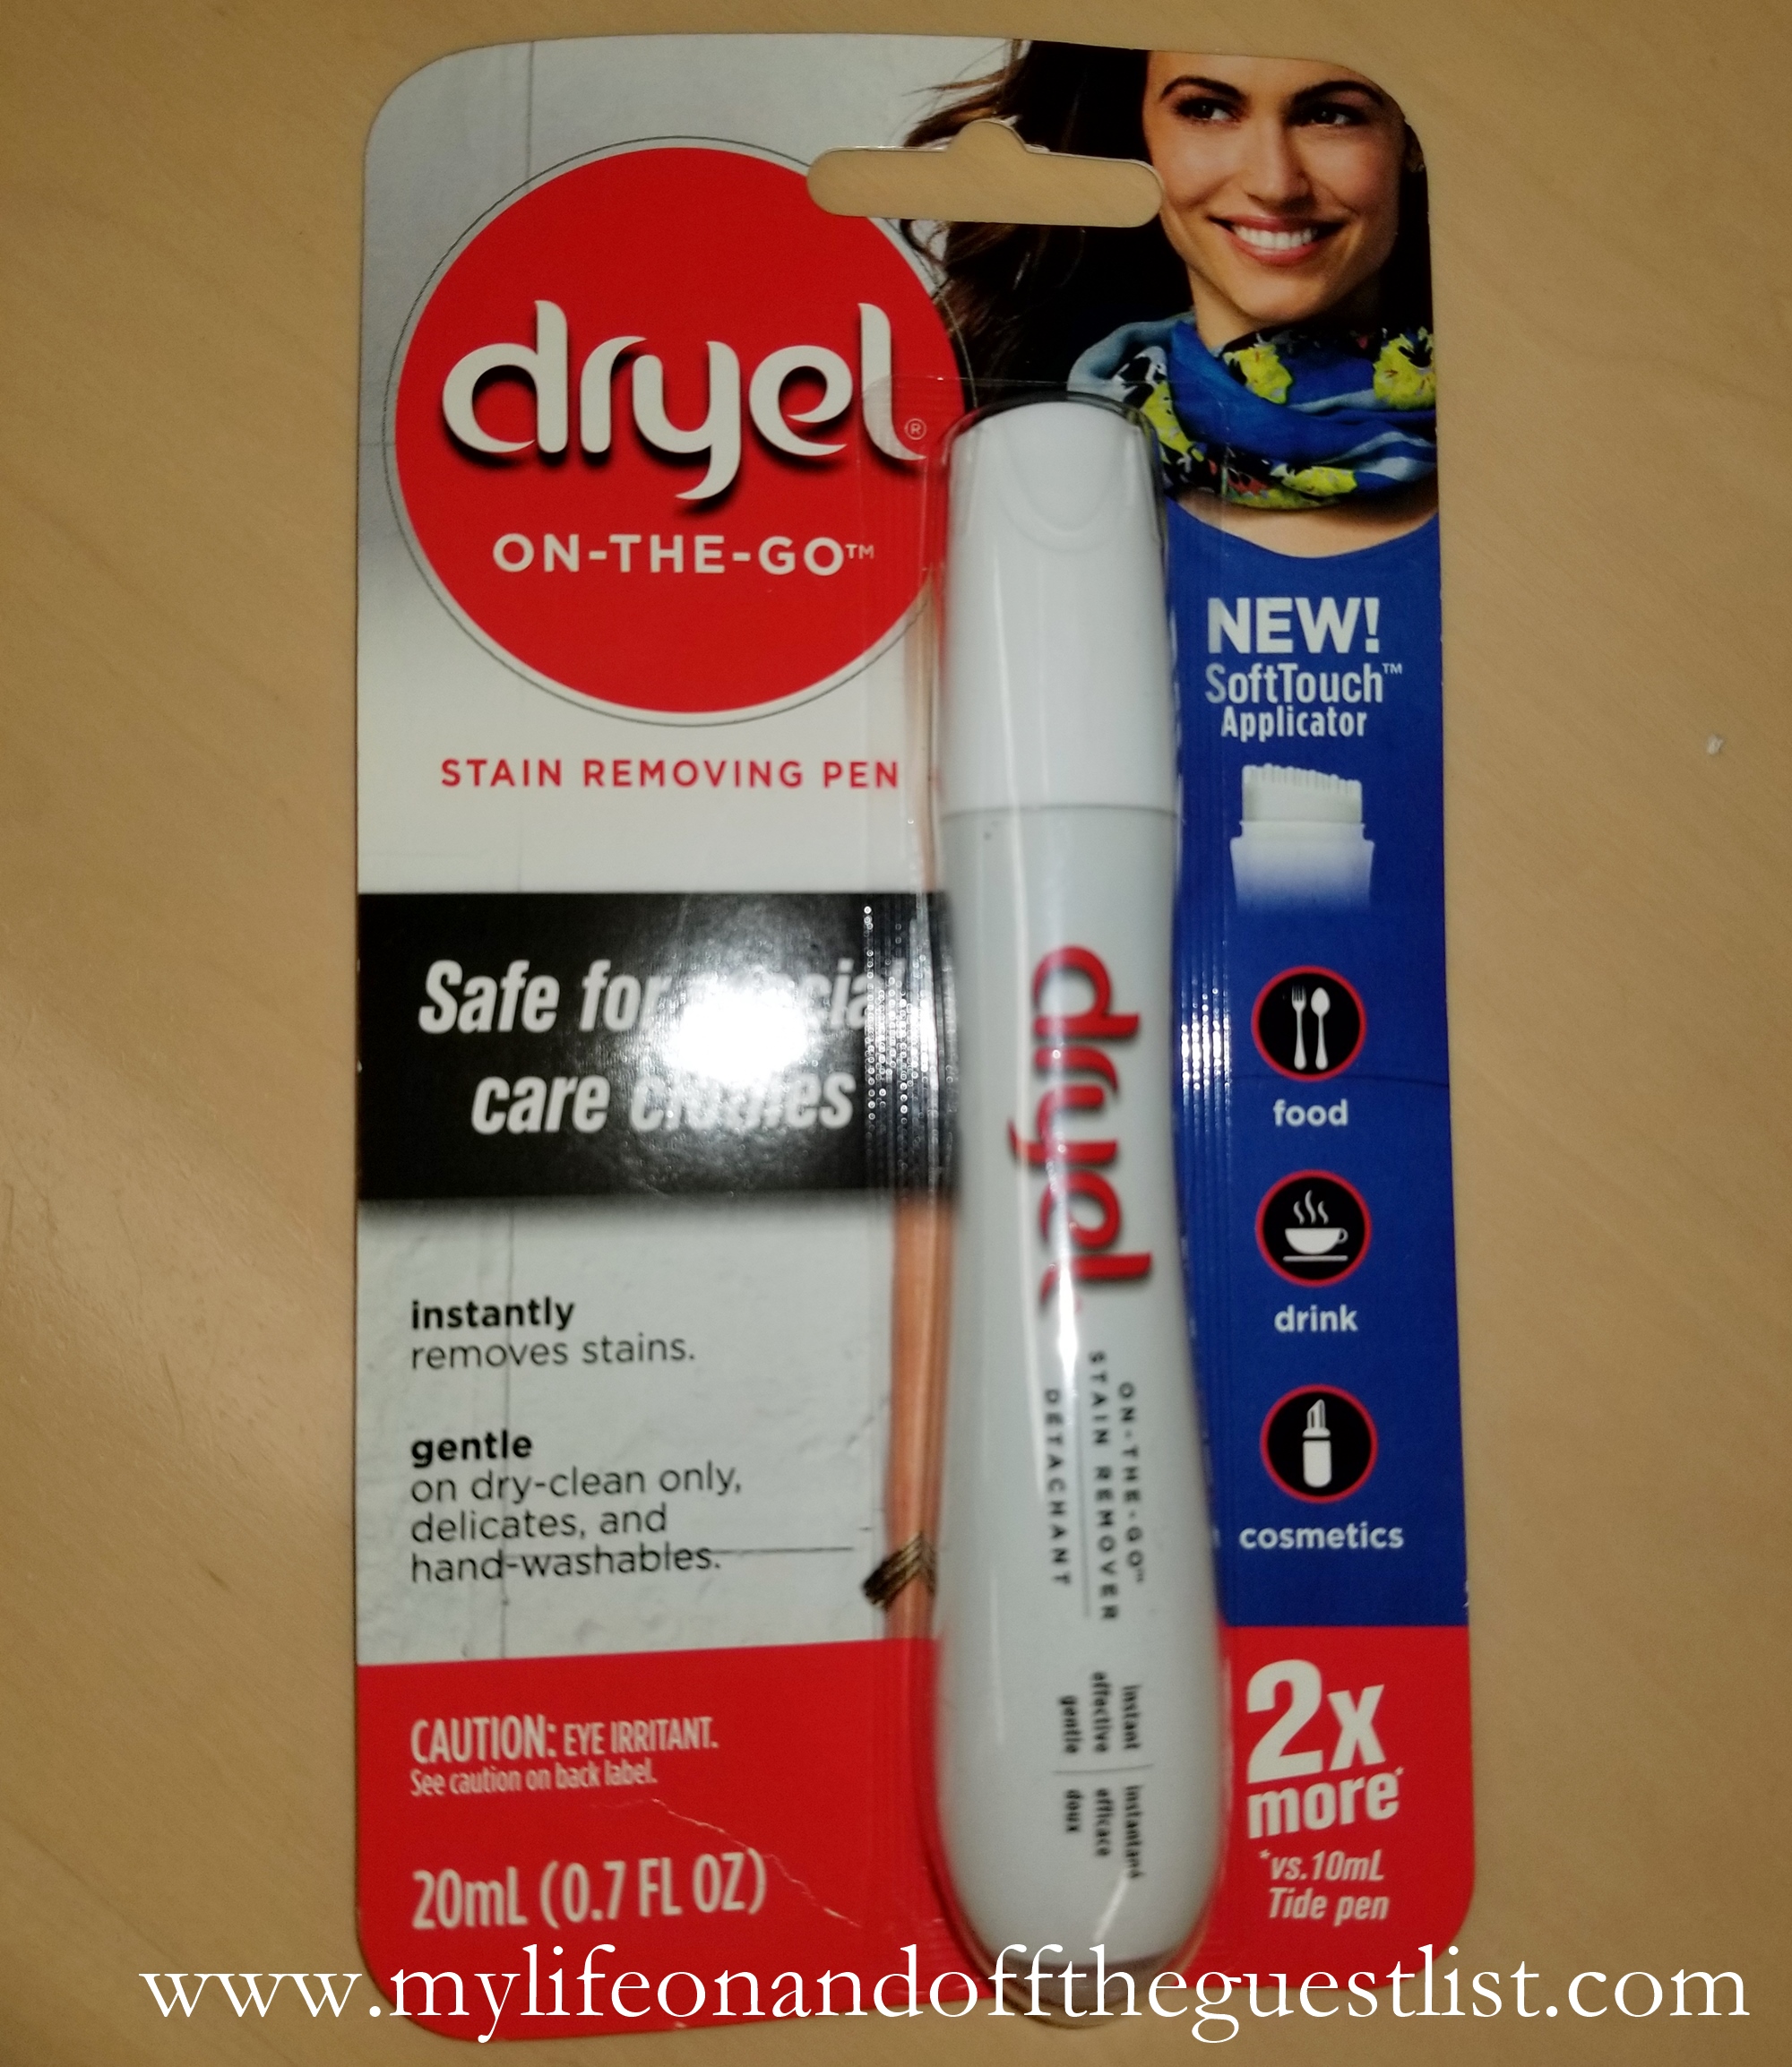 dryel®
ON-THE-GO™
STAIN REMOVING PEN
Safe for special
care clothes
instantly
removes stains.
gentle
on dry-clean only,
delicates, and
hand-washables.
CAUTION: EYE IRRITANT.
See caution on back label.
20mL (0.7 FL OZ)
NEW!
SoftTouch™
Applicator
food
drink
cosmetics
2x
more*
*vs.10mL
Tide pen
dryel
ON-THE-GO™
STAIN REMOVER
DÉTACHANT
instant
effective
gentle
instantané
efficace
doux
www.mylifeonandofftheguestlist.com